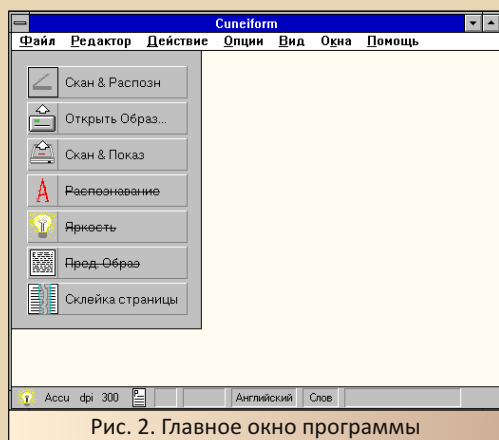 Cuneiform
Файл Редактор Действие Опции Вид Окна Помощь
Скан & Распозн
Открыть Образ...
Скан & Показ
Распознавание
Яркость
Пред. Образ
Склейка страницы
Accu dpi 300 Английский Слов
Рис. 2. Главное окно программы